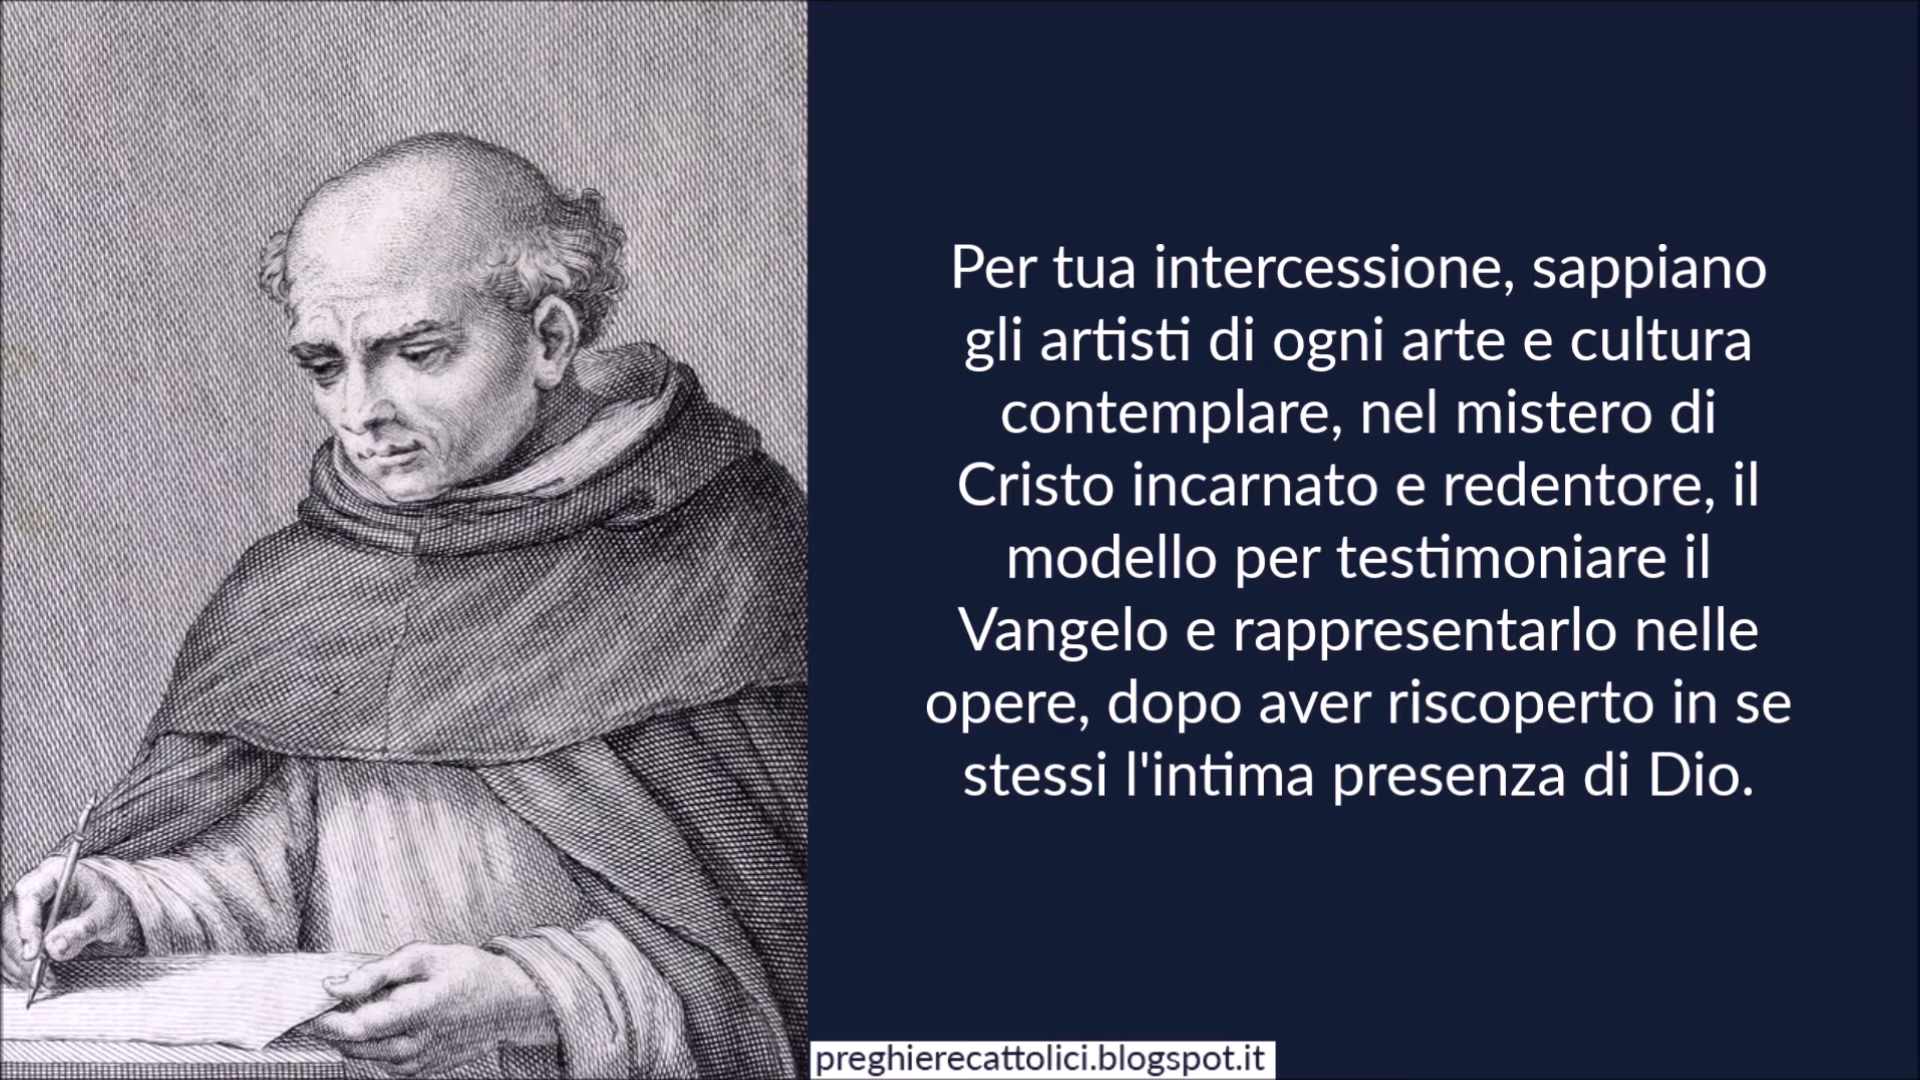 Per tua intercessione, sappiano
gli artisti di ogni arte e cultura
contemplare, nel mistero di
Cristo incarnato e redentore, il
modello per testimoniare il
Vangelo e rappresentarlo nelle
opere, dopo aver riscoperto in se
stessi l'intima presenza di Dio.
preghierecattolici.blogspot.it